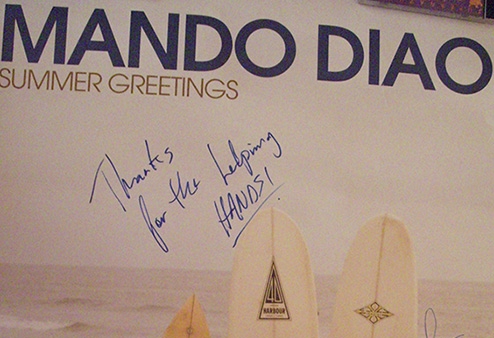 MANDO DIAO
SUMMER GREETINGS
Thanks
for the helping
HANDS!
HARBOUR